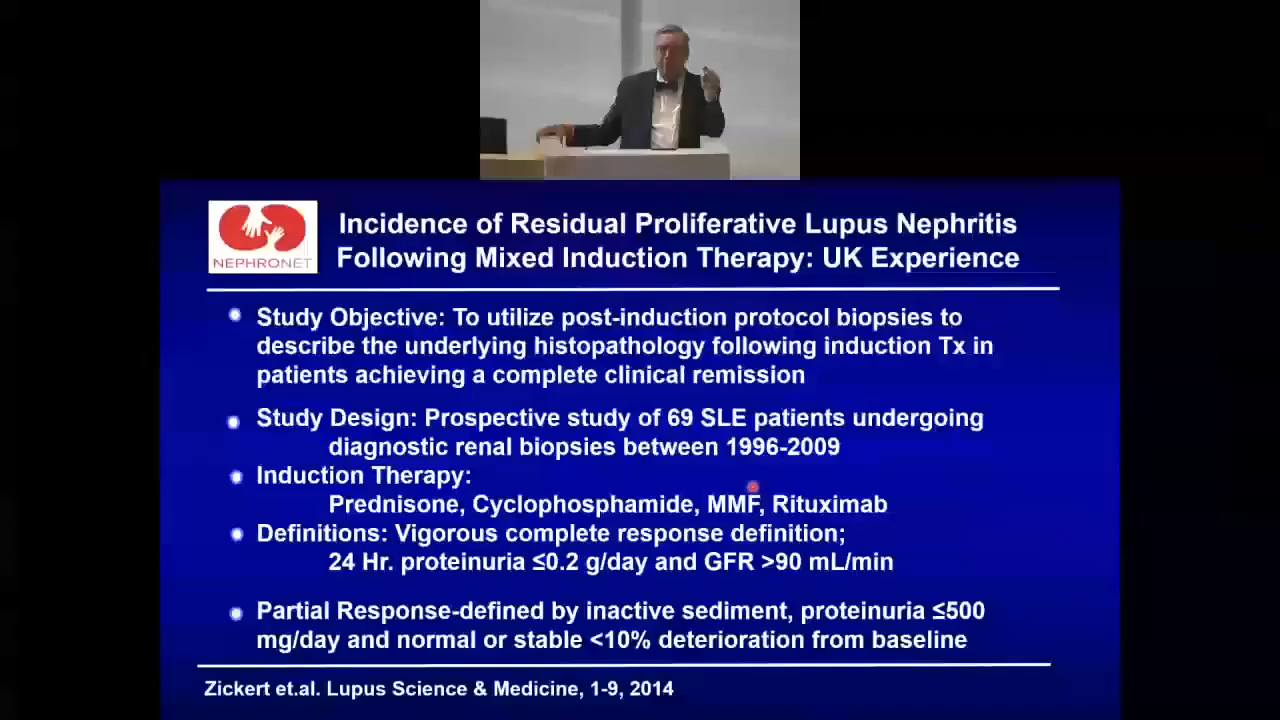 NEPHRONET
Incidence of Residual Proliferative Lupus Nephritis
Following Mixed Induction Therapy: UK Experience
Study Objective: To utilize post-induction protocol biopsies to
describe the underlying histopathology following induction Tx in
patients achieving a complete clinical remission
Study Design: Prospective study of 69 SLE patients undergoing
diagnostic renal biopsies between 1996-2009
Induction Therapy:
Prednisone, Cyclophosphamide, MMF, Rituximab
Definitions: Vigorous complete response definition;
24 Hr. proteinuria ≤0.2 g/day and GFR >90 mL/min
Partial Response-defined by inactive sediment, proteinuria ≤500
mg/day and normal or stable <10% deterioration from baseline
Zickert et.al. Lupus Science & Medicine, 1-9, 2014